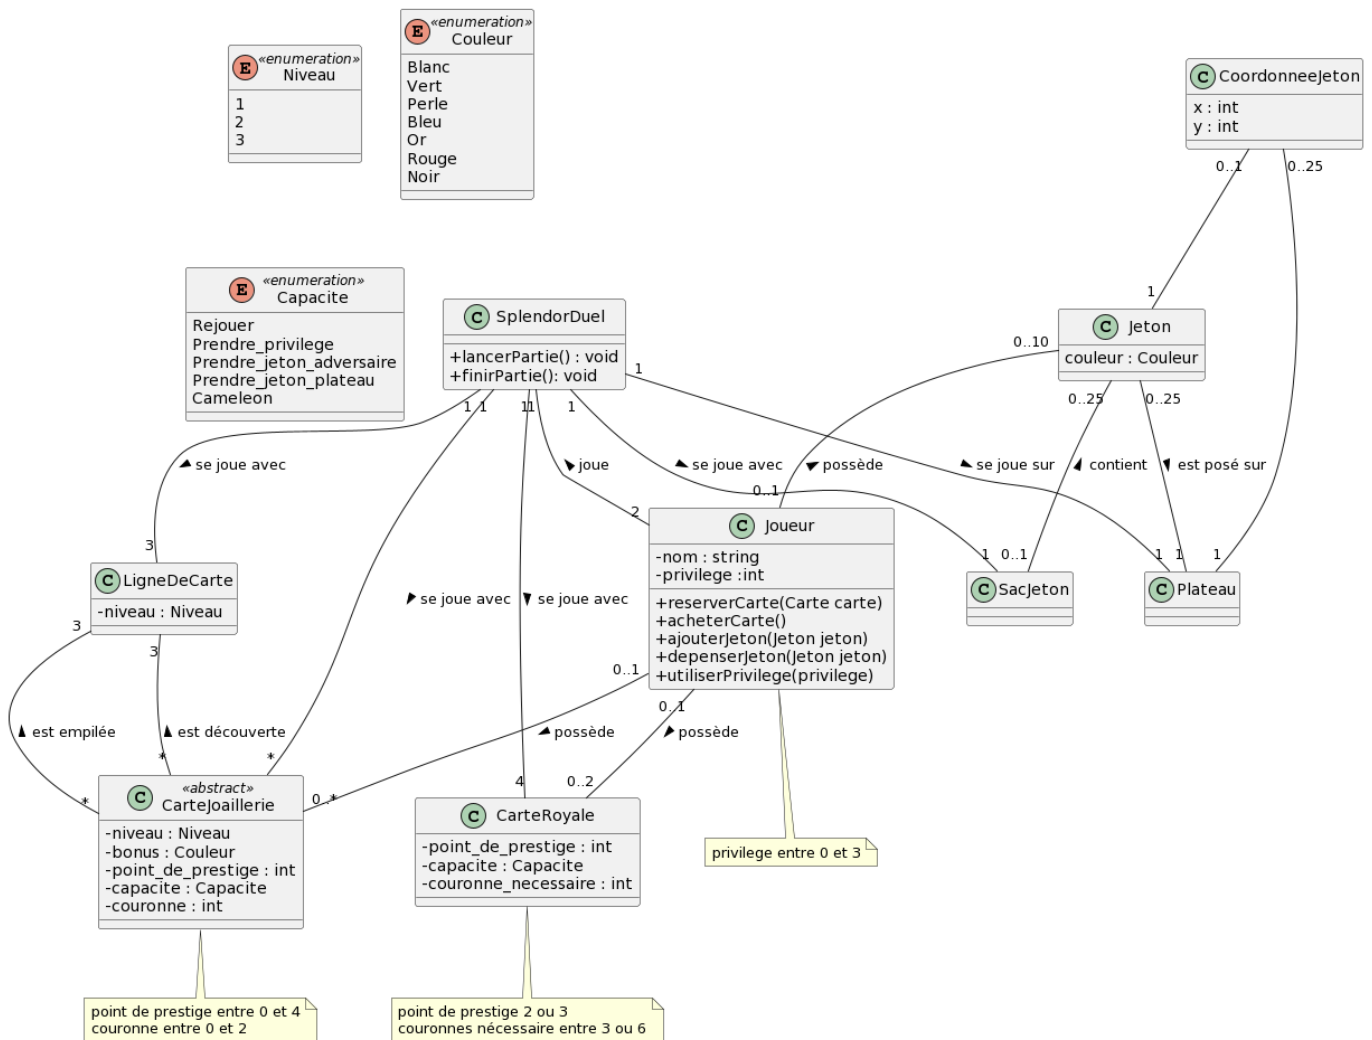 «enumeration»
Niveau
1
2
3
«enumeration»
Couleur
Blanc
Vert
Perle
Bleu
Or
Rouge
Noir
CoordonneeJeton
x : int
y : int
0..1
0..25
«enumeration»
Capacite
Rejouer
Prendre_privilege
Prendre_jeton_adversaire
Prendre_jeton_plateau
Cameleon
SplendorDuel
+lancerPartie() : void
+finirPartie(): void
1
Jeton
couleur : Couleur
0..10
1
1
1
1
1
1
0..25
0..25
se joue avec
joue
se joue avec
possède
se joue sur
contient
est posé sur
3
2
0..1
1
0..1
1
1
1
LigneDeCarte
-niveau : Niveau
3
3
se joue avec
se joue avec
Joueur
-nom : string
-privilege :int
+reserverCarte(Carte carte)
+acheterCarte()
+ajouterJeton(Jeton jeton)
+depenserJeton(Jeton jeton)
+utiliserPrivilege(privilege)
SacJeton
Plateau
0..1
0..1
est empilée
est découverte
possède
possède
*
*
*
0..*
4
0..2
«abstract»
CarteJoaillerie
-niveau : Niveau
-bonus : Couleur
-point_de_prestige : int
-capacite : Capacite
-couronne : int
CarteRoyale
-point_de_prestige : int
-capacite : Capacite
-couronne_necessaire : int
privilege entre 0 et 3
point de prestige entre 0 et 4
couronne entre 0 et 2
point de prestige 2 ou 3
couronnes nécessaire entre 3 ou 6